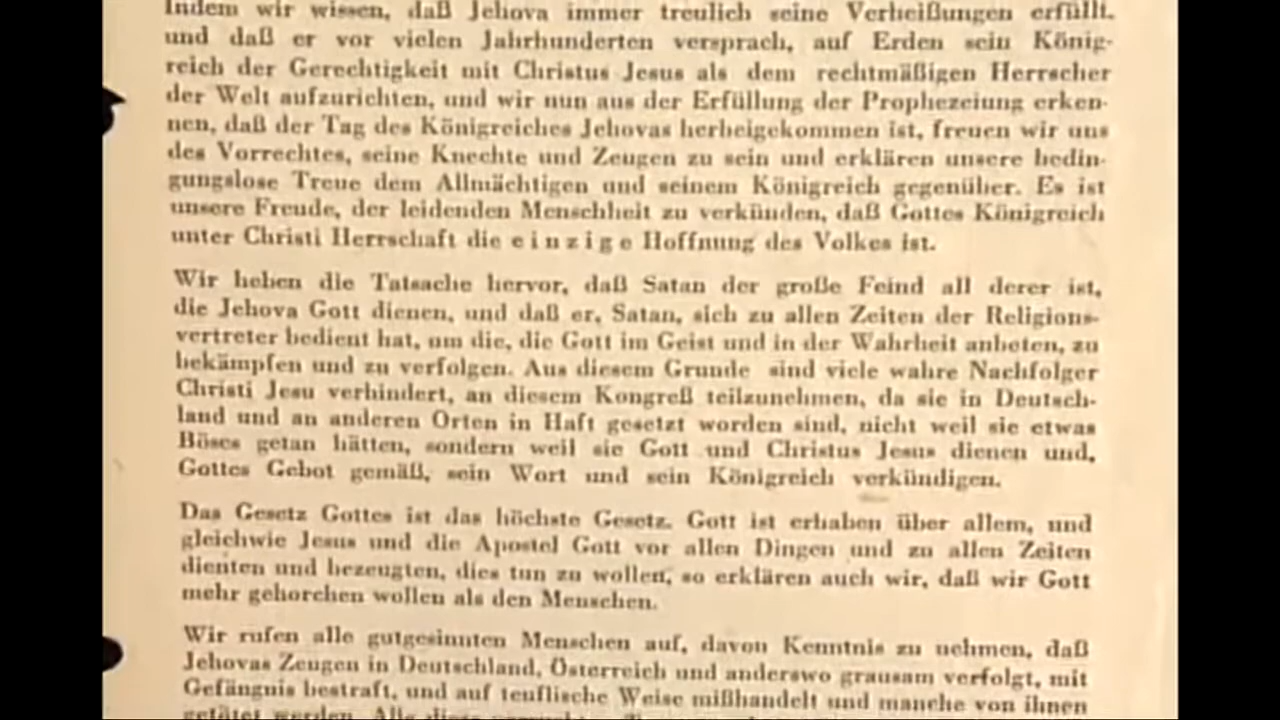 Indem wir wissen, daß Jehova immer treulich seine Verheißungen erfüllt,
und daß er vor vielen Jahrhunderten versprach, auf Erden sein König-
reich der Gerechtigkeit mit Christus Jesus als dem rechtmäßigen Herrscher
der Welt aufzurichten, und wir nun aus der Erfüllung der Prophezeiung erken-
nen, daß der Tag des Königreiches Jehovas herbeigekommen ist, freuen wir uns
des Vorrechtes, seine Knechte und Zeugen zu sein und erklären unsere bedin-
gungslose Treue dem Allmächtigen und seinem Königreich gegenüber. Es ist
unsere Freude, der leidenden Menschheit zu verkünden, daß Gottes Königreich
unter Christi Herrschaft die einzige Hoffnung des Volkes ist.
Wir heben die Tatsache hervor, daß Satan der große Feind all derer ist,
die Jehova Gott dienen, und daß er, Satan, sich zu allen Zeiten der Religions-
vertreter bedient hat, um die, die Gott im Geist und in der Wahrheit anbeten, zu
bekämpfen und zu verfolgen. Aus diesem Grunde sind viele wahre Nachfolger
Christi Jesu verhindert, an diesem Kongreß teilzunehmen, da sie in Deutsch-
land und an anderen Orten in Haft gesetzt worden sind, nicht weil sie etwas
Böses getan hätten, sondern weil sie Gott und Christus Jesus dienen und,
Gottes Gebot gemäß, sein Wort und sein Königreich verkündigen.
Das Gesetz Gottes ist das höchste Gesetz. Gott ist erhaben über allem, und
gleichwie Jesus und die Apostel Gott vor allen Dingen und zu allen Zeiten
dienten und bezeugten, dies tun zu wollen, so erklären auch wir, daß wir Gott
mehr gehorchen wollen als den Menschen.
Wir rufen alle gutgesinnten Menschen auf, davon Kenntnis zu nehmen, daß
Jehovas Zeugen in Deutschland, Österreich und anderswo grausam verfolgt, mit
Gefängnis bestraft, und auf teuflische Weise mißhandelt und manche von ihnen
getötet werden. Alle diese